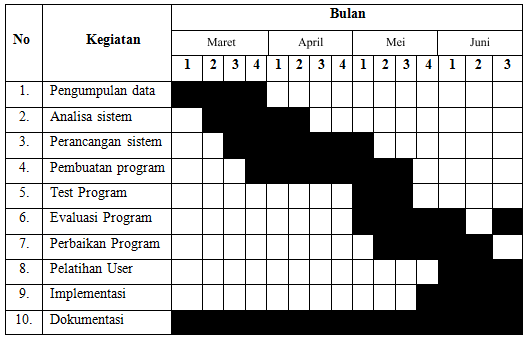 No Kegiatan Bulan
Maret April Mei Juni
1 2 3 4 1 2 3 4 1 2 3 4 1 2 3
1. Pengumpulan data
2. Analisa sistem
3. Perancangan sistem
4. Pembuatan program
5. Test Program
6. Evaluasi Program
7. Perbaikan Program
8. Pelatihan User
9. Implementasi
10. Dokumentasi